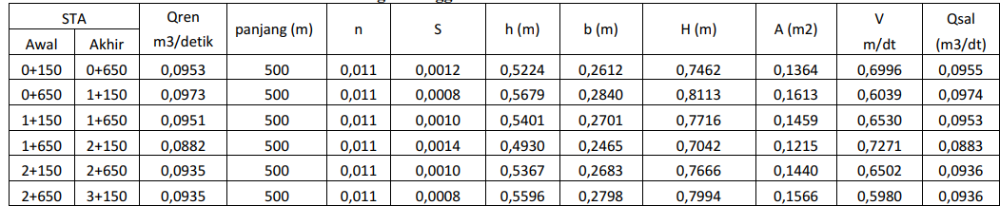 STA Qren m3/detik panjang (m) n S h (m) b (m) H (m) A (m2) V m/dt Qsal (m3/dt)
Awal Akhir
0+150 0+650 0,0953 500 0,011 0,0012 0,5224 0,2612 0,7462 0,1364 0,6996 0,0955
0+650 1+150 0,0973 500 0,011 0,0008 0,5679 0,2840 0,8113 0,1613 0,6039 0,0974
1+150 1+650 0,0951 500 0,011 0,0010 0,5401 0,2701 0,7716 0,1459 0,6530 0,0953
1+650 2+150 0,0882 500 0,011 0,0014 0,4930 0,2465 0,7042 0,1215 0,7271 0,0883
2+150 2+650 0,0935 500 0,011 0,0010 0,5367 0,2683 0,7666 0,1440 0,6502 0,0936
2+650 3+150 0,0935 500 0,011 0,0008 0,5596 0,2798 0,7994 0,1566 0,5980 0,0936